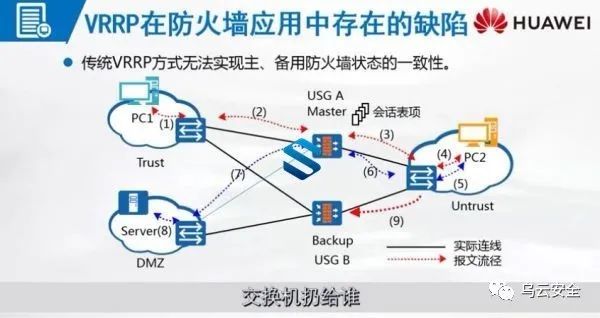 VRRP在防火墙应用中存在的缺陷
HUAWEI
传统VRRP方式无法实现主、备用防火墙状态的一致性。
USG A
Master
会话表项
PC1
(1)
(2)
(3)
Trust
PC2
(4)
(5)
(6)
(7)
Untrust
(9)
Server(8)
DMZ
Backup
USG B
实际连线
报文流径
交换机扔给谁
乌云安全